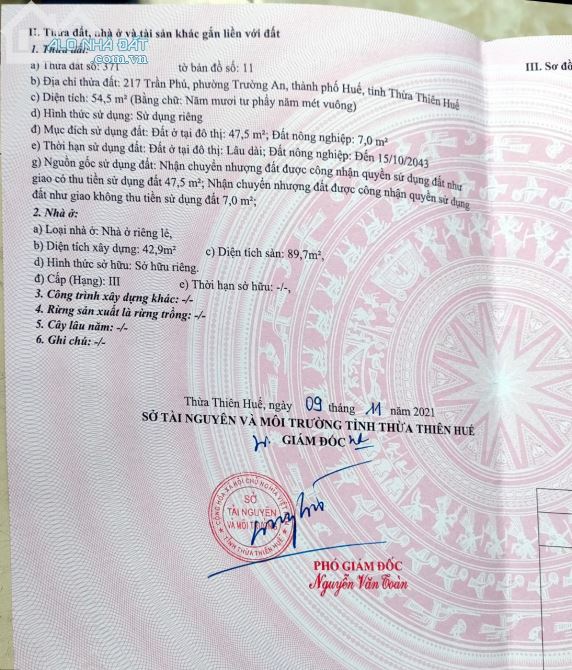 ALO NHÀ ĐẤT
.com.vn
II. Thửa đất, nhà ở và tài sản khác gắn liền với đất
III. Sơ đồ
1. Thửa đất:
a) Thửa đất số: 371 tờ bản đồ số: 11
b) Địa chỉ thửa đất: 217 Trần Phú, phường Trường An, thành phố Huế, tỉnh Thừa Thiên Huế
c) Diện tích: 54,5 m² (Bằng chữ: Năm mươi tư phẩy năm mét vuông)
d) Hình thức sử dụng: Sử dụng riêng
đ) Mục đích sử dụng đất: Đất ở tại đô thị: 47,5 m²; Đất nông nghiệp: 7,0 m²
e) Thời hạn sử dụng đất: Đất ở tại đô thị: Lâu dài; Đất nông nghiệp: Đến 15/10/2043
g) Nguồn gốc sử dụng đất: Nhận chuyển nhượng đất được công nhận quyền sử dụng đất như
giao có thu tiền sử dụng đất 47,5 m²; Nhận chuyển nhượng đất được công nhận quyền sử dụng
đất như giao không thu tiền sử dụng đất 7,0 m²;
2. Nhà ở:
a) Loại nhà ở: Nhà ở riêng lẻ,
b) Diện tích xây dựng: 42,9m² c) Diện tích sàn: 89,7m²,
d) Hình thức sở hữu: Sở hữu riêng.
đ) Cấp (Hạng): III e) Thời hạn sở hữu: -/-,
3. Công trình xây dựng khác: -/-
4. Rừng sản xuất là rừng trồng: -/-
5. Cây lâu năm: -/-
6. Ghi chú: -/-
Thừa Thiên Huế, ngày 09 tháng 11 năm 2021
SỞ TÀI NGUYÊN VÀ MÔI TRƯỜNG TỈNH THỪA THIÊN HUẾ
GIÁM ĐỐC
CỘNG HÒA XÃ HỘI CHỦ NGHĨA VIỆT
SỞ
TÀI NGUYÊN
VÀ MÔI TRƯỜNG
TỈNH THỪA THIÊN HUẾ
PHÓ GIÁM ĐỐC
Nguyễn Văn Toàn